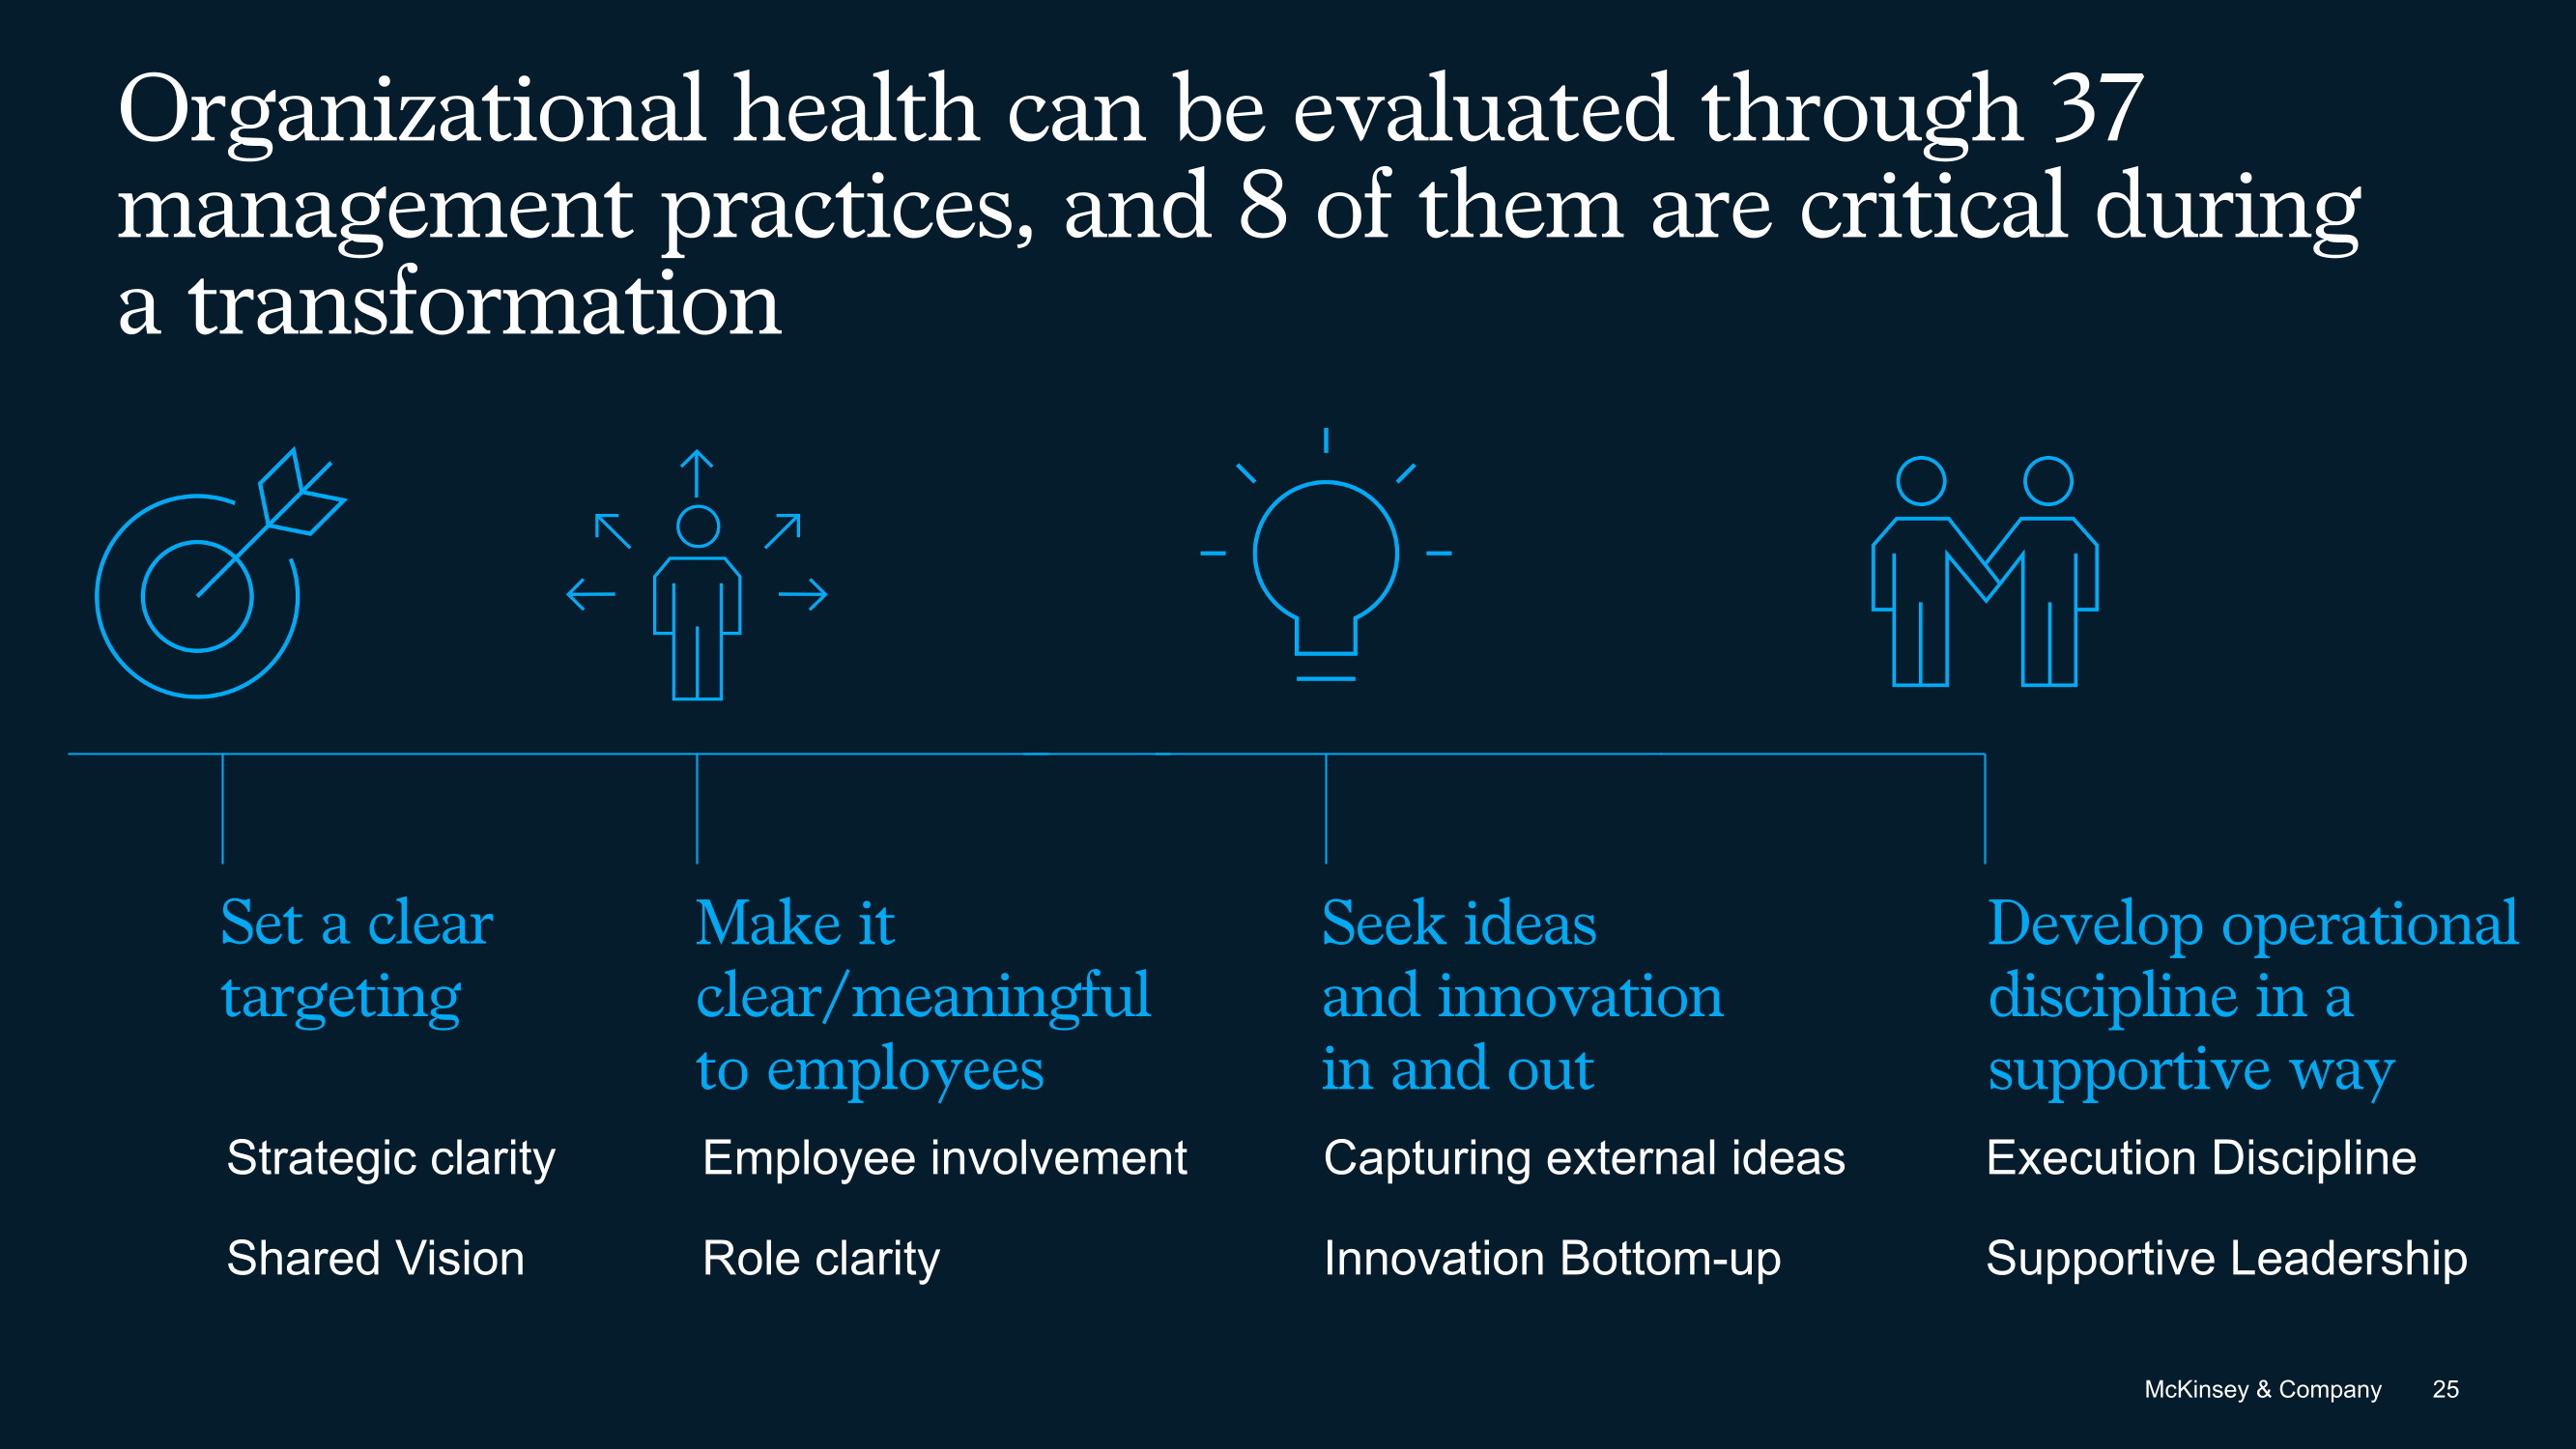 Organizational health can be evaluated through 37
management practices, and 8 of them are critical during
a transformation
Set a clear
targeting
Strategic clarity
Shared Vision
Make it
clear/meaningful
to employees
Employee involvement
Role clarity
Seek ideas
and innovation
in and out
Capturing external ideas
Innovation Bottom-up
Develop operational
discipline in a
supportive way
Execution Discipline
Supportive Leadership
McKinsey & Company 25